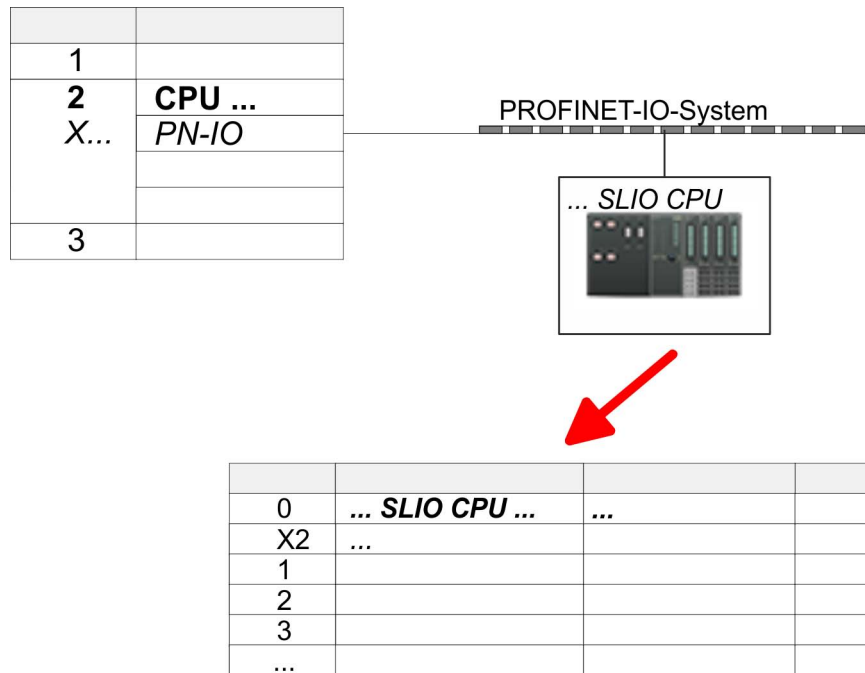 1
2 CPU ...
X... PN-IO
3
PROFINET-IO-System
... SLIO CPU
0 ... SLIO CPU ... ...
X2 ...
1
2
3
...